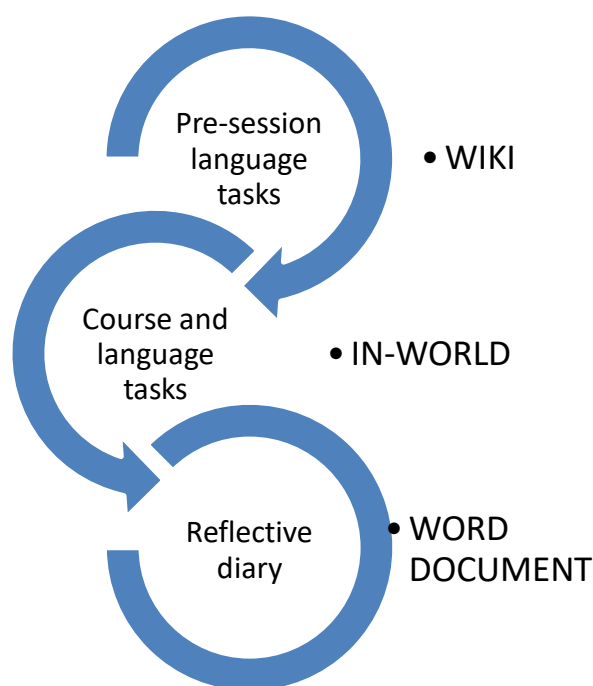 Pre-session
language
tasks
• WIKI
Course and
language
tasks
• IN-WORLD
Reflective
diary
• WORD
DOCUMENT